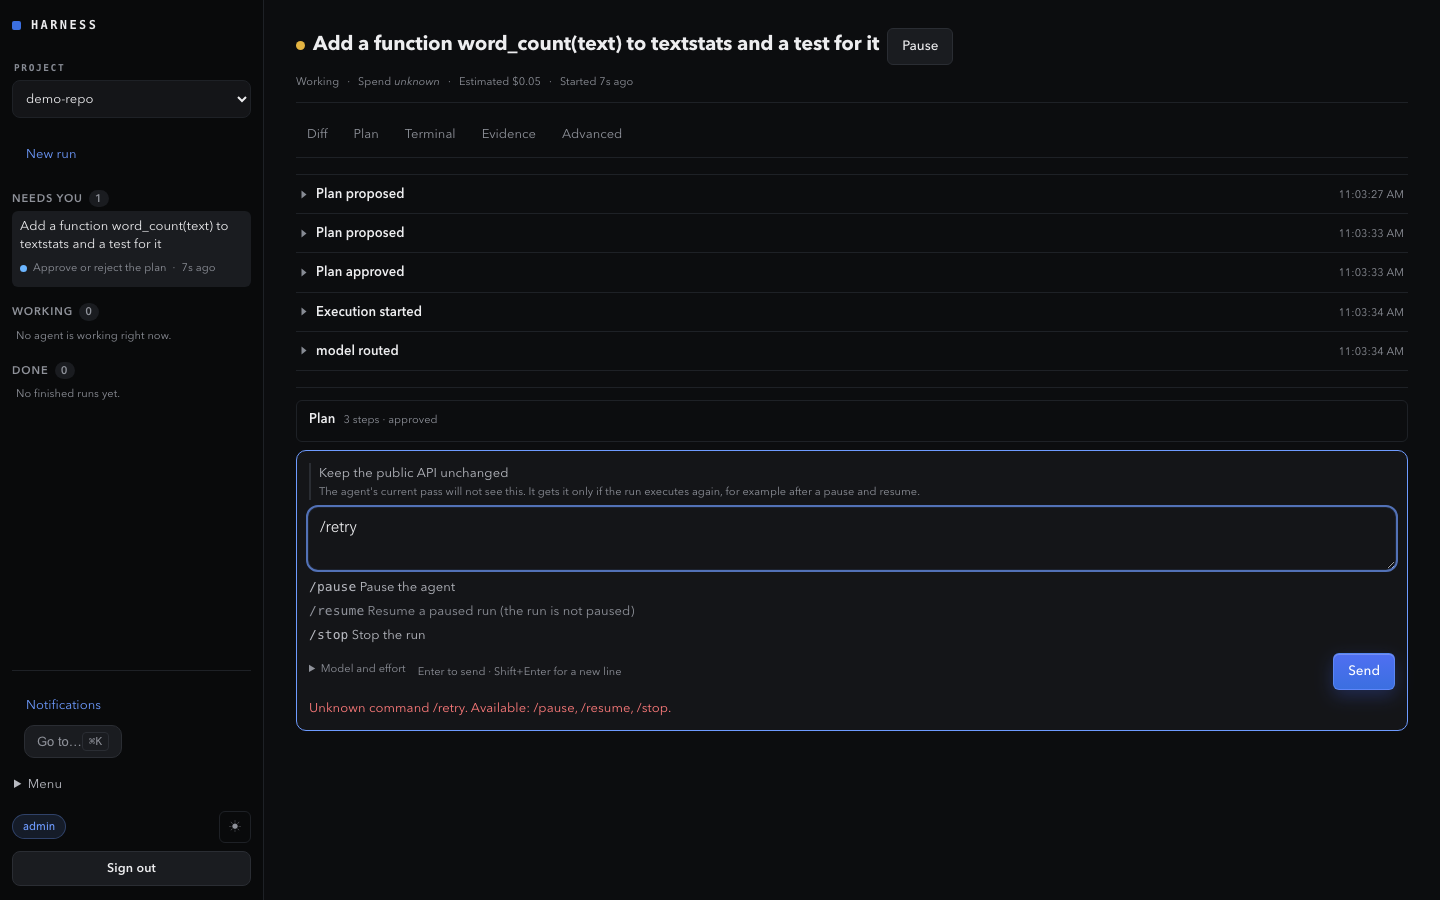 HARNESS
PROJECT
demo-repo
New run
NEEDS YOU 1
Add a function word_count(text) to
textstats and a test for it
Approve or reject the plan · 7s ago
WORKING 0
No agent is working right now.
DONE 0
No finished runs yet.
Notifications
Go to... ⌘K
Menu
admin
Sign out
Add a function word_count(text) to textstats and a test for it Pause
Working · Spend unknown · Estimated $0.05 · Started 7s ago
Diff Plan Terminal Evidence Advanced
Plan proposed 11:03:27 AM
Plan proposed 11:03:33 AM
Plan approved 11:03:33 AM
Execution started 11:03:34 AM
model routed 11:03:34 AM
Plan 3 steps · approved
Keep the public API unchanged
The agent's current pass will not see this. It gets it only if the run executes again, for example after a pause and resume.
/retry
/pause Pause the agent
/resume Resume a paused run (the run is not paused)
/stop Stop the run
Model and effort Enter to send · Shift+Enter for a new line
Send
Unknown command /retry. Available: /pause, /resume, /stop.